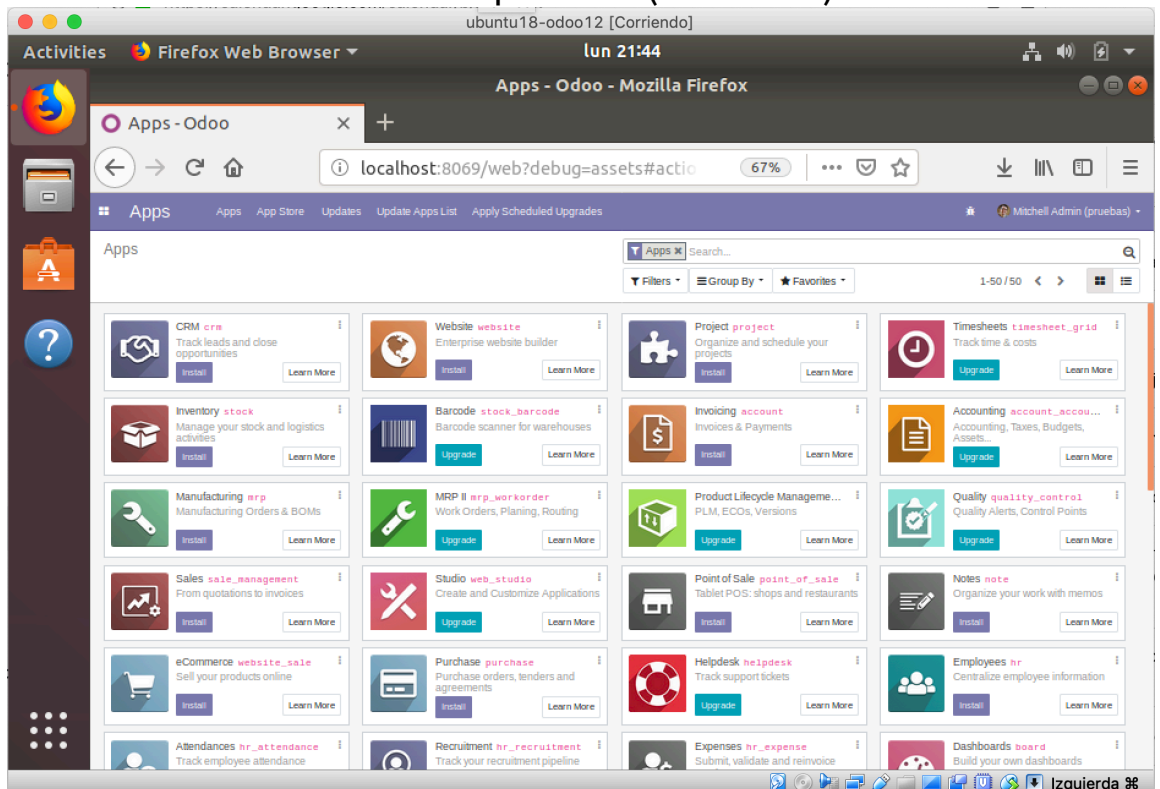 ubuntu18-odoo12 [Corriendo]
Activities Firefox Web Browser lun 21:44
Apps - Odoo - Mozilla Firefox
Apps - Odoo
localhost:8069/web?debug=assets#actio 67%
Apps Apps App Store Updates Update Apps List Apply Scheduled Upgrades Mitchell Admin (pruebas)
Apps Apps Search...
Filters Group By Favorites 1-50 / 50
CRM crm Website website Project project Timesheets timesheet_grid
Track leads and close Enterprise website builder Organize and schedule your Track time & costs
opportunities projects
Install Learn More Install Learn More Install Learn More Upgrade Learn More
Inventory stock Barcode stock_barcode Invoicing account Accounting account_accou...
Manage your stock and logistics Barcode scanner for warehouses Invoices & Payments Accounting, Taxes, Budgets,
activities Assets...
Install Learn More Upgrade Learn More Install Learn More Upgrade Learn More
Manufacturing mrp MRP II mrp_workorder Product Lifecycle Manageme... Quality quality_control
Manufacturing Orders & BOMs Work Orders, Planing, Routing PLM, ECOs, Versions Quality Alerts, Control Points
Install Learn More Upgrade Learn More Upgrade Learn More Upgrade Learn More
Sales sale_management Studio web_studio Point of Sale point_of_sale Notes note
From quotations to invoices Create and Customize Applications Tablet POS: shops and restaurants Organize your work with memos
Install Learn More Upgrade Learn More Install Learn More Install Learn More
eCommerce website_sale Purchase purchase Helpdesk helpdesk Employees hr
Sell your products online Purchase orders, tenders and Track support tickets Centralize employee information
agreements
Install Learn More Install Learn More Upgrade Learn More Install Learn More
Attendances hr_attendance Recruitment hr_recruitment Expenses hr_expense Dashboards board
Track employee attendance Track your recruitment pipeline Submit, validate and reinvoice Build your own dashboards
Izquierda ⌘